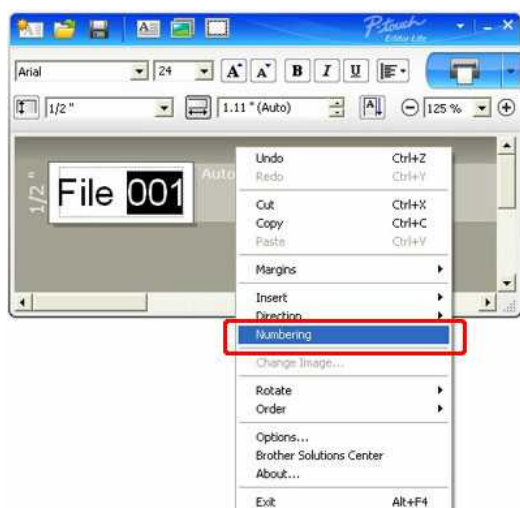 P-touch
Editor Lite
Arial 24 A A B I U
1/2 " 1.11 " (Auto) A 125 %
1/2 "
File 001
Auto
Undo Ctrl+Z
Redo Ctrl+Y
Cut Ctrl+X
Copy Ctrl+C
Paste Ctrl+V
Margins
Insert
Direction
Numbering
Change Image...
Rotate
Order
Options...
Brother Solutions Center
About...
Exit Alt+F4